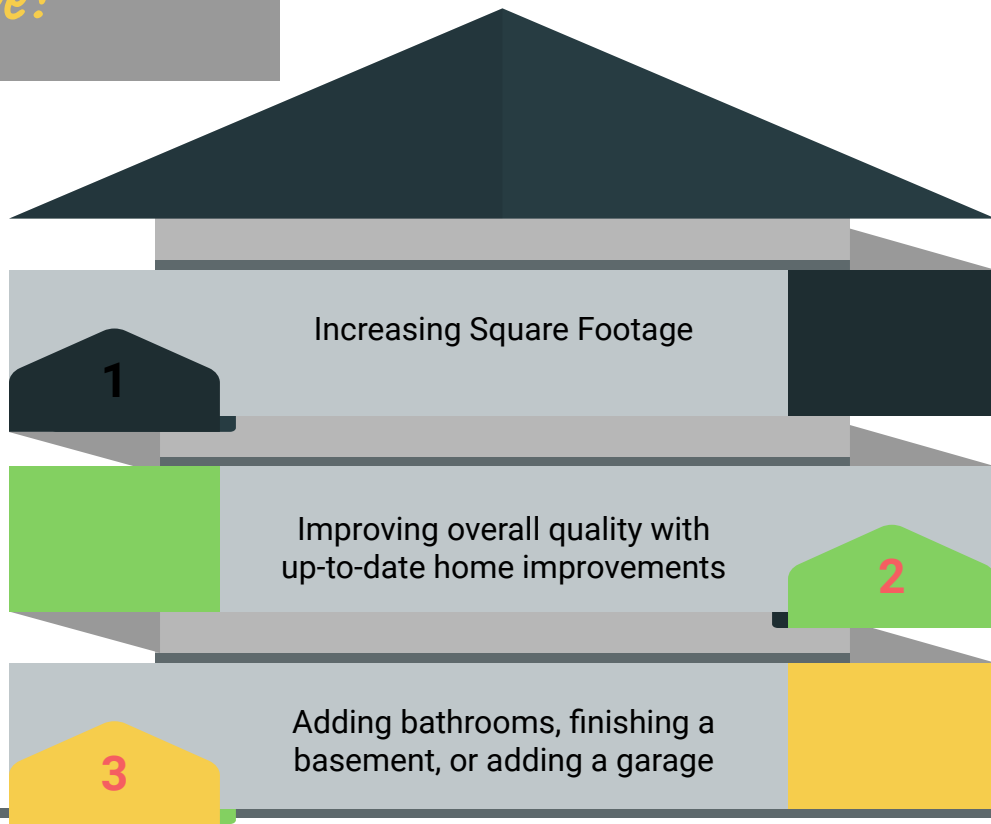 1
Increasing Square Footage
Improving overall quality with
up-to-date home improvements
2
Adding bathrooms, finishing a
basement, or adding a garage
3